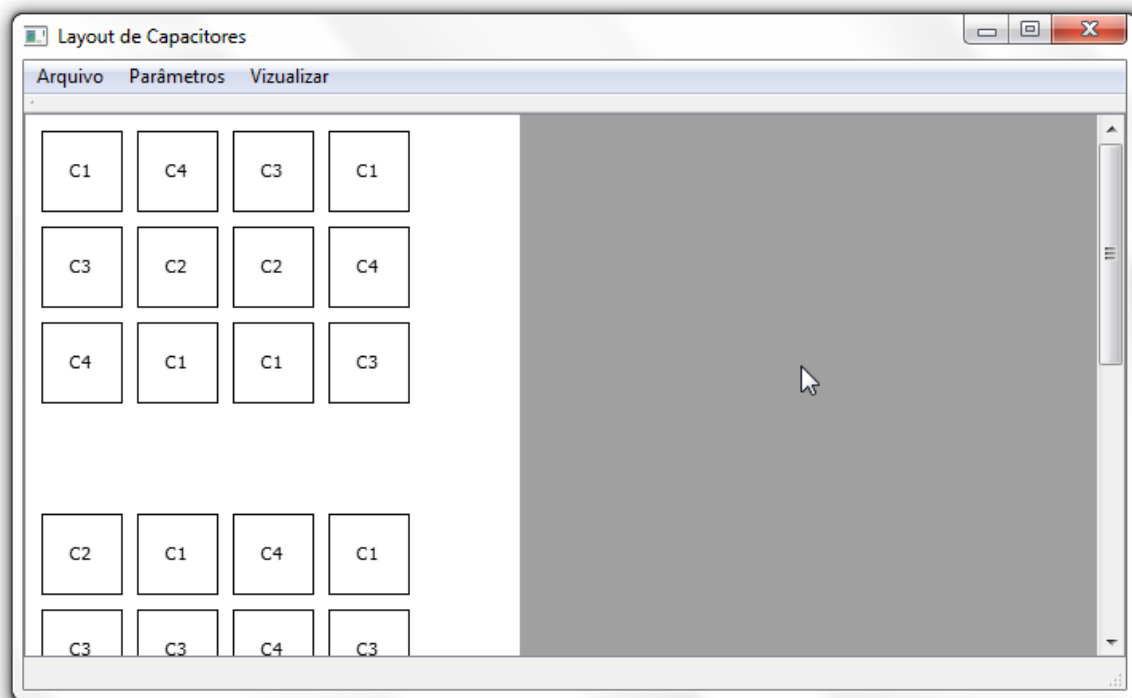 Layout de Capacitores
Arquivo Parâmetros Vizualizar
C1 C4 C3 C1
C3 C2 C2 C4
C4 C1 C1 C3
C2 C1 C4 C1
C3 C3 C4 C3